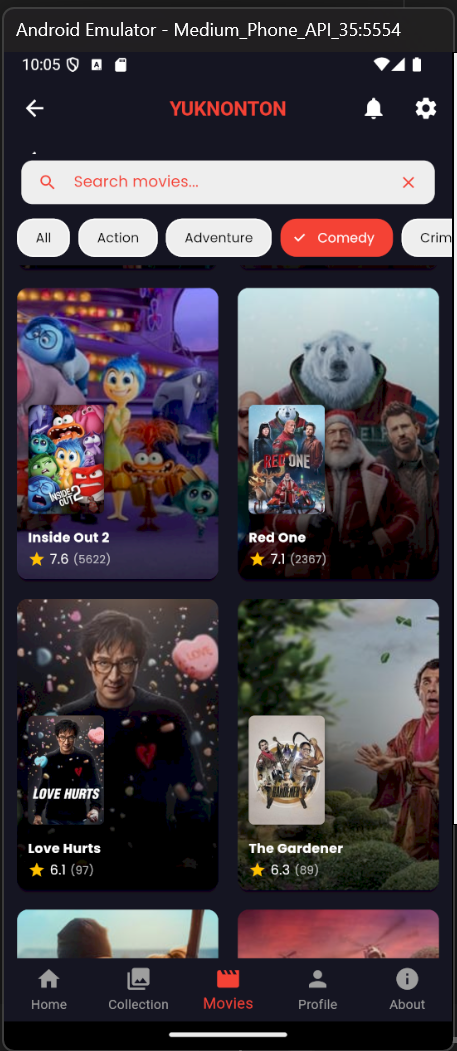 Android Emulator - Medium_Phone_API_35:5554
10:05
A
YUKNONTON
Search movies...
All
Action
Adventure
Comedy
Crim
INSIDE OUT 2
Inside Out 2
7.6 (5622)
RED ONE
Red One
7.1 (2367)
LOVE
LOVE HURTS
Love Hurts
6.1 (97)
GARDENER
The Gardener
6.3 (89)
Home
Collection
Movies
Profile
About